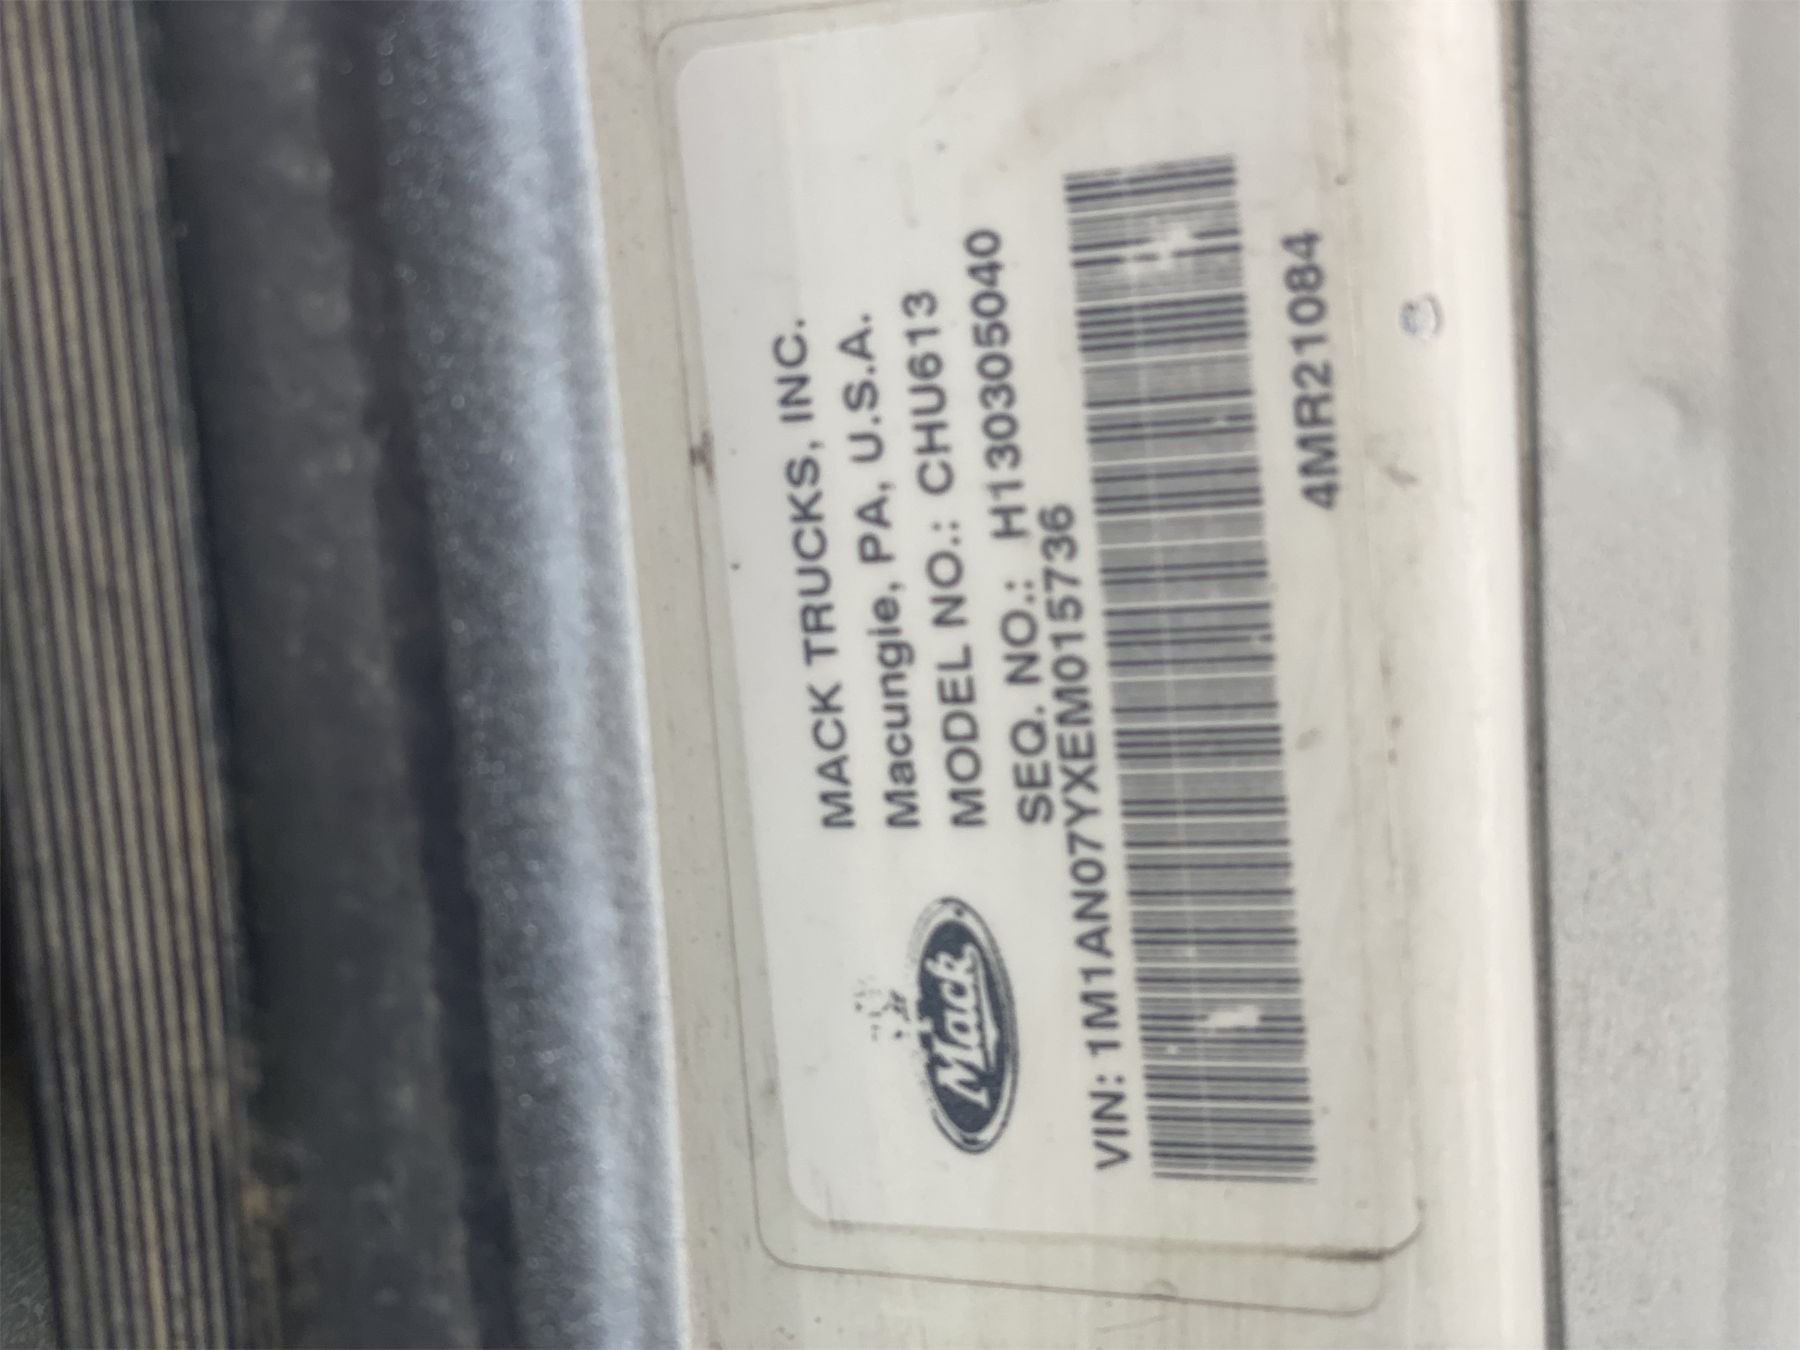 MACK TRUCKS, INC.
Macungie, PA, U.S.A.
MODEL NO.: CHU613
SEQ. NO.: H130305040
Mack
VIN: 1M1AN07YXEM015736
4MR21084